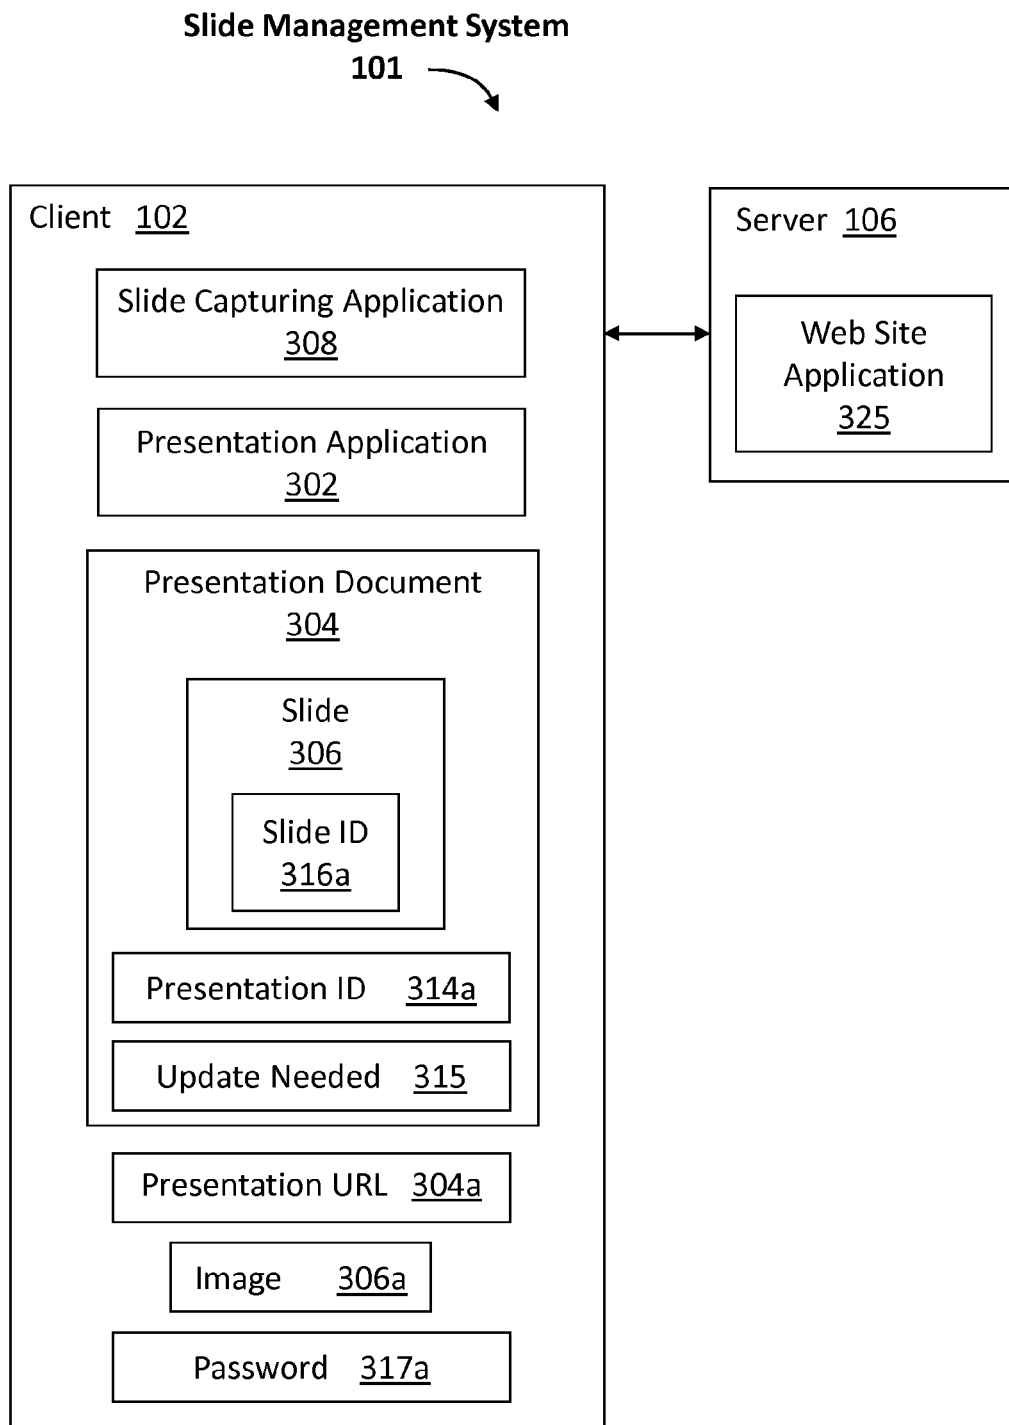 Slide Management System
101
Client 102
Server 106
Slide Capturing Application
308
Web Site
Application
325
Presentation Application
302
Presentation Document
304
Slide
306
Slide ID
316a
Presentation ID 314a
Update Needed 315
Presentation URL 304a
Image 306a
Password 317a